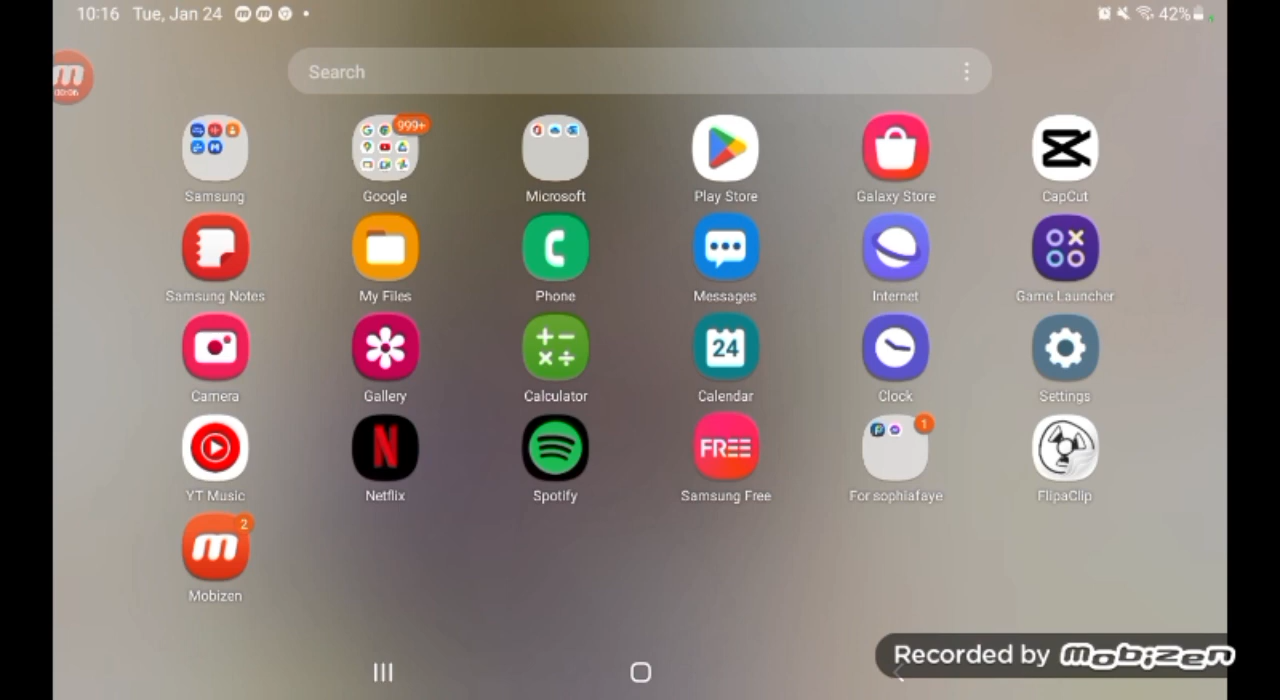 10:16 Tue, Jan 24
42%
00:06
Search
999+
Samsung Google Microsoft Play Store Galaxy Store CapCut
Samsung Notes My Files Phone Messages Internet Game Launcher
24
Camera Gallery Calculator Calendar Clock Settings
FREE
1
YT Music Netflix Spotify Samsung Free For sophiafaye FlipaClip
2
Mobizen
Recorded by Mobizen